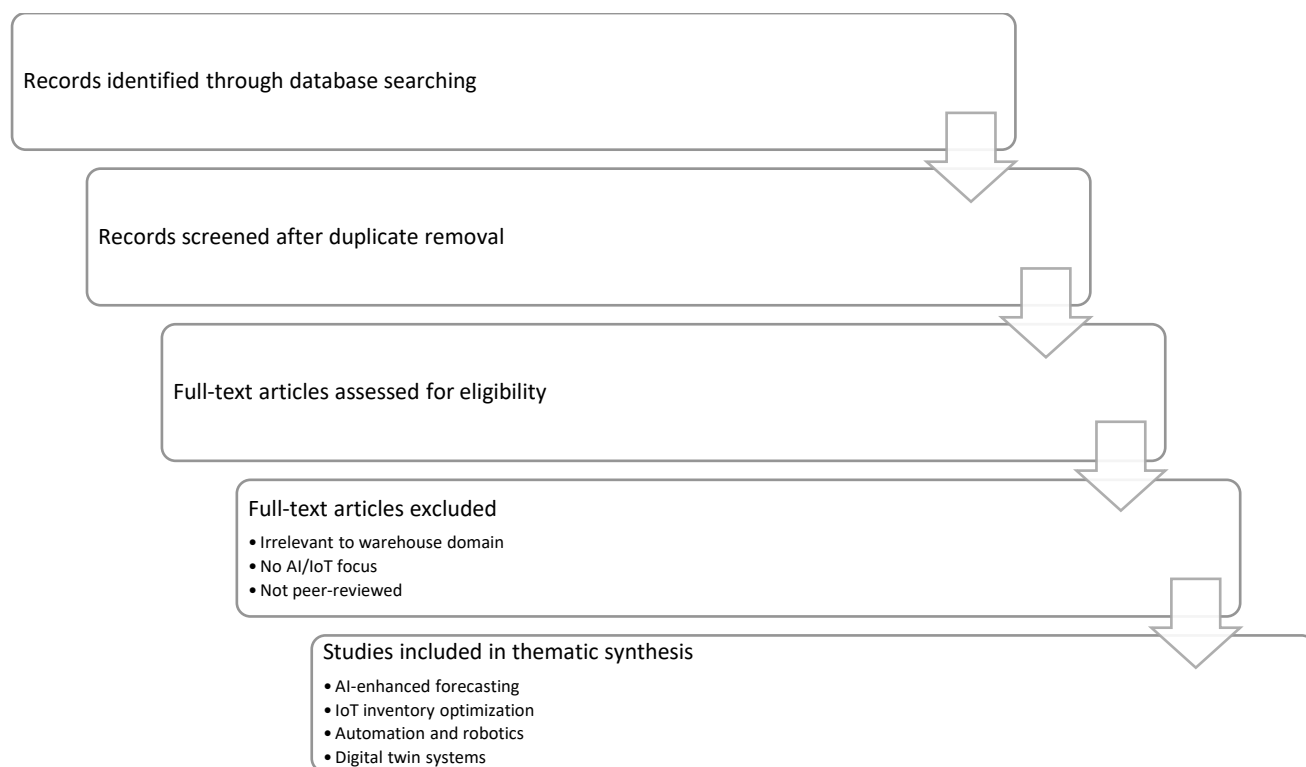 Records identified through database searching
Records screened after duplicate removal
Full-text articles assessed for eligibility
Full-text articles excluded
• Irrelevant to warehouse domain
• No AI/IoT focus
• Not peer-reviewed
Studies included in thematic synthesis
• AI-enhanced forecasting
• IoT inventory optimization
• Automation and robotics
• Digital twin systems